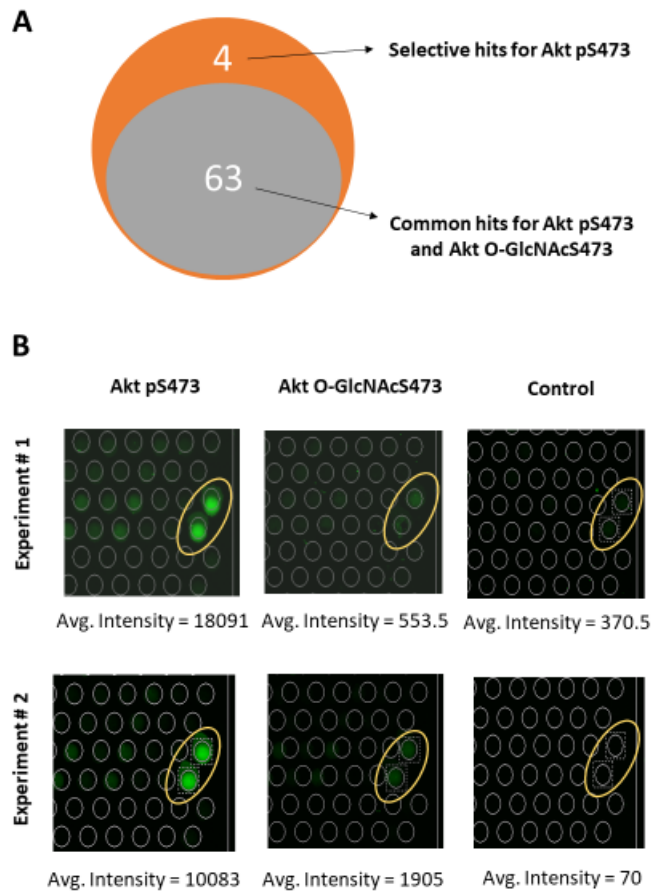 A
4
Selective hits for Akt pS473
63
Common hits for Akt pS473
and Akt O-GlcNAcS473
B
Akt pS473
Akt O-GlcNAcS473
Control
Experiment # 1
Avg. Intensity = 18091
Avg. Intensity = 553.5
Avg. Intensity = 370.5
Experiment # 2
Avg. Intensity = 10083
Avg. Intensity = 1905
Avg. Intensity = 70